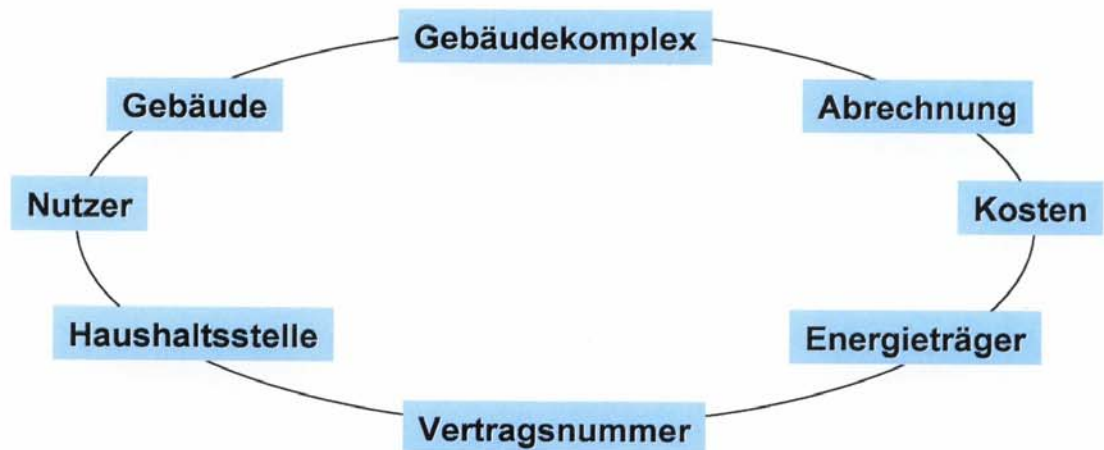 Gebäudekomplex
Gebäude
Abrechnung
Nutzer
Kosten
Haushaltsstelle
Energieträger
Vertragsnummer